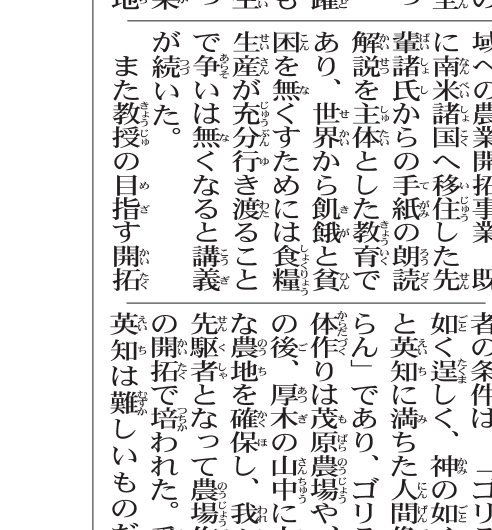 域への農業開拓事業　既
に南米諸国へ移住した先
輩諸氏からの手紙の朗読
解説を主体とした教育で
あり、世界から飢餓と貧
困を無くすためには食糧
生産が充分行き渡ること
で争いは無くなると講義
が続いた。
また教授の目指す開拓
者の条件は「ゴリ
如く逞しく、神の如
と英知に満ちた人間
らん」であり、ゴリ
体作りは茂原農場や、
の後、厚木の山中に
な農地を確保し、我
先駆者となって農場
の開拓で培われた。
英知は難しいものだ